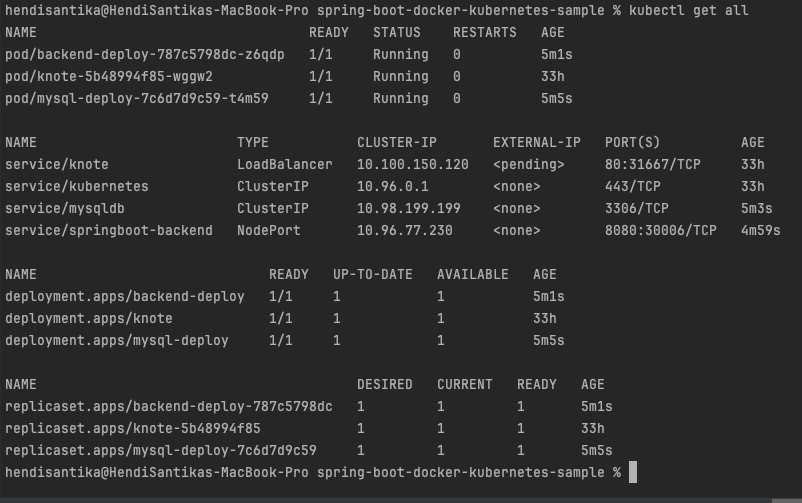 hendisantika@HendiSantikas-MacBook-Pro spring-boot-docker-kubernetes-sample % kubectl get all
NAME READY STATUS RESTARTS AGE
pod/backend-deploy-787c5798dc-z6qdp 1/1 Running 0 5m1s
pod/knote-5b48994f85-wggw2 1/1 Running 0 33h
pod/mysql-deploy-7c6d7d9c59-t4m59 1/1 Running 0 5m5s
NAME TYPE CLUSTER-IP EXTERNAL-IP PORT(S) AGE
service/knote LoadBalancer 10.100.150.120 <pending> 80:31667/TCP 33h
service/kubernetes ClusterIP 10.96.0.1 <none> 443/TCP 33h
service/mysqldb ClusterIP 10.98.199.199 <none> 3306/TCP 5m3s
service/springboot-backend NodePort 10.96.77.230 <none> 8080:30006/TCP 4m59s
NAME READY UP-TO-DATE AVAILABLE AGE
deployment.apps/backend-deploy 1/1 1 1 5m1s
deployment.apps/knote 1/1 1 1 33h
deployment.apps/mysql-deploy 1/1 1 1 5m5s
NAME DESIRED CURRENT READY AGE
replicaset.apps/backend-deploy-787c5798dc 1 1 1 5m1s
replicaset.apps/knote-5b48994f85 1 1 1 33h
replicaset.apps/mysql-deploy-7c6d7d9c59 1 1 1 5m5s
hendisantika@HendiSantikas-MacBook-Pro spring-boot-docker-kubernetes-sample %